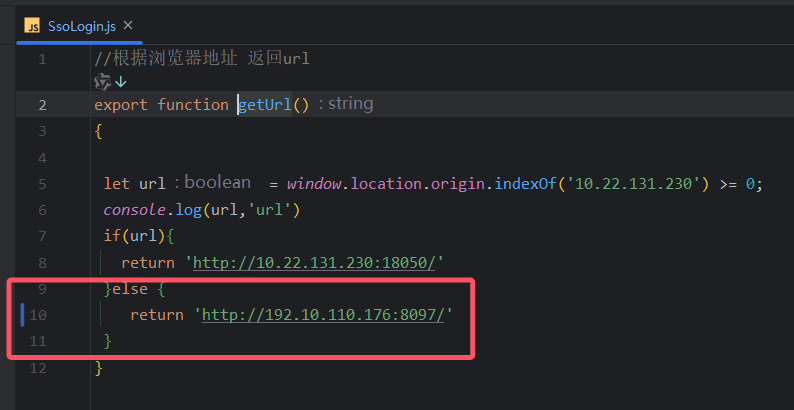 JS SsoLogin.js ×
1 //根据浏览器地址 返回url
2 export function getUrl() : string
3 {
4
5 let url : boolean = window.location.origin.indexOf('10.22.131.230') >= 0;
6 console.log(url,'url')
7 if(url){
8 return 'http://10.22.131.230:18050/'
9 }else {
10 return 'http://192.10.110.176:8097/'
11 }
12 }